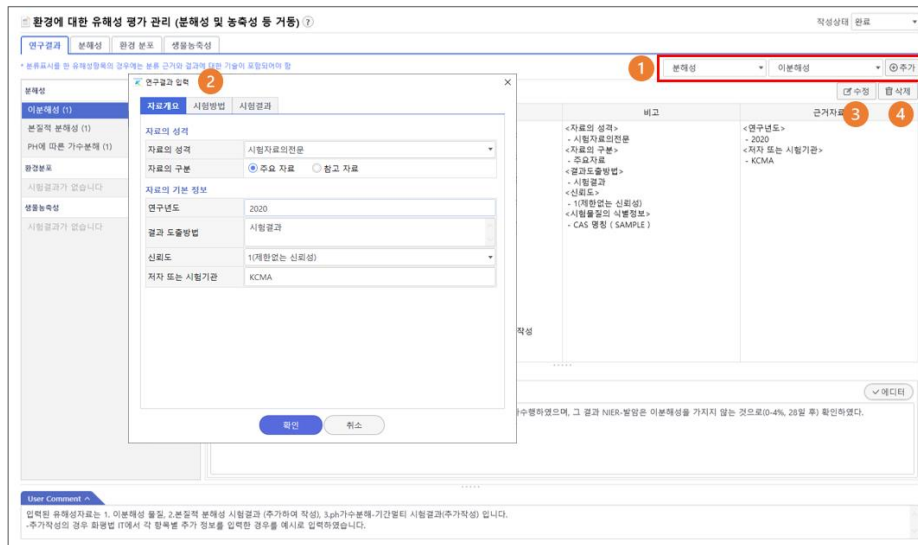 환경에 대한 유해성 평가 관리 (분해성 및 농축성 등 거동) ?
작성상태 완료
연구결과 분해성 환경 분포 생물농축성
* 분류표시를 한 유해성항목의 경우에는 분류 근거와 결과에 대한 기술이 포함되어야 함
1 분해성 이분해성 추가
연구결과 입력 2
수정 삭제
3 4
분해성
이분해성 (1)
본질적 분해성 (1)
PH에 따른 가수분해 (1)
환경분포
시험결과가 없습니다
생물농축성
시험결과가 없습니다
자료개요 시험방법 시험결과
자료의 성격
자료의 성격 시험자료의전문
자료의 구분 주요 자료 참고 자료
자료의 기본 정보
연구년도 2020
결과 도출방법 시험결과
신뢰도 1(제한없는 신뢰성)
저자 또는 시험기관 KCMA
확인 취소
비고
<자료의 성격>
- 시험자료의전문
<자료의 구분>
- 주요자료
<결과도출방법>
- 시험결과
<신뢰도>
- 1(제한없는 신뢰성)
<시험물질의 식별정보>
- CAS 명칭 ( SAMPLE )
근거자료
<연구년도>
- 2020
<저자 또는 시험기관>
- KCMA
작성
에디터
수행하였으며, 그 결과 NIER-발암은 이분해성을 가지지 않는 것으로(0-4%, 28일 후) 확인하였다.
User Comment
입력된 유해성자료는 1. 이분해성 물질, 2.본질적 분해성 시험결과 (추가하여 작성), 3.ph가수분해-기간멀티 시험결과(추가작성) 입니다.
-추가작성의 경우 화평법 IT에서 각 항목별 추가 정보를 입력한 경우를 예시로 입력하였습니다.